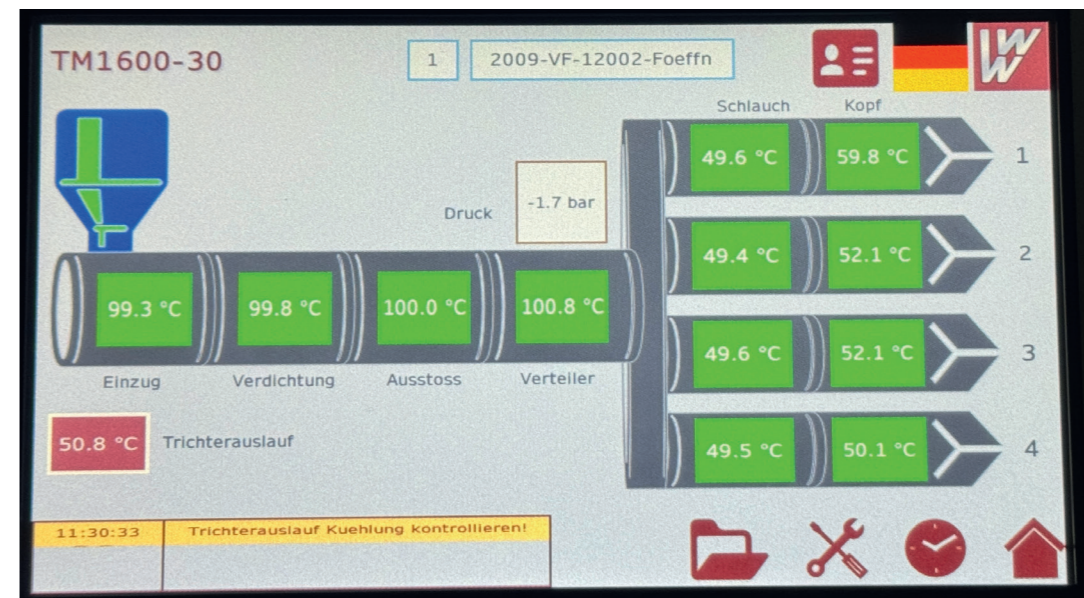 TM1600-30
1
2009-VF-12002-Foeffn
Schlauch
Kopf
49.6 °C
59.8 °C
1
Druck
-1.7 bar
49.4 °C
52.1 °C
2
99.3 °C
99.8 °C
100.0 °C
100.8 °C
49.6 °C
52.1 °C
3
Einzug
Verdichtung
Ausstoss
Verteiler
50.8 °C
Trichterauslauf
49.5 °C
50.1 °C
4
11:30:33
Trichterauslauf Kuehlung kontrollieren!